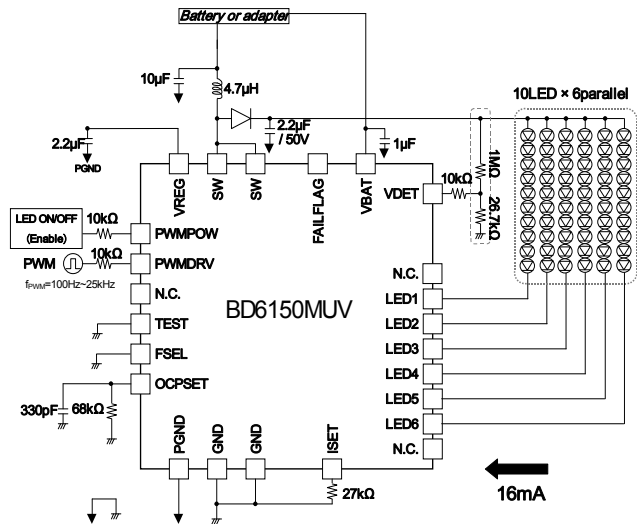 Battery or adapter
10µF
4.7µH
10LED × 6parallel
2.2µF
/ 50V
1µF
2.2µF
PGND
1MΩ
10kΩ
26.7kΩ
VREG
SW
SW
FAILFLAG
VBAT
VDET
LED ON/OFF
(Enable)
10kΩ
PWMPOW
PWM
10kΩ
PWMDRV
fPWM=100Hz~25kHz
N.C.
N.C.
BD6150MUV
LED1
TEST
LED2
FSEL
LED3
OCPSET
LED4
330pF
68kΩ
LED5
LED6
N.C.
PGND
GND
GND
ISET
27kΩ
16mA